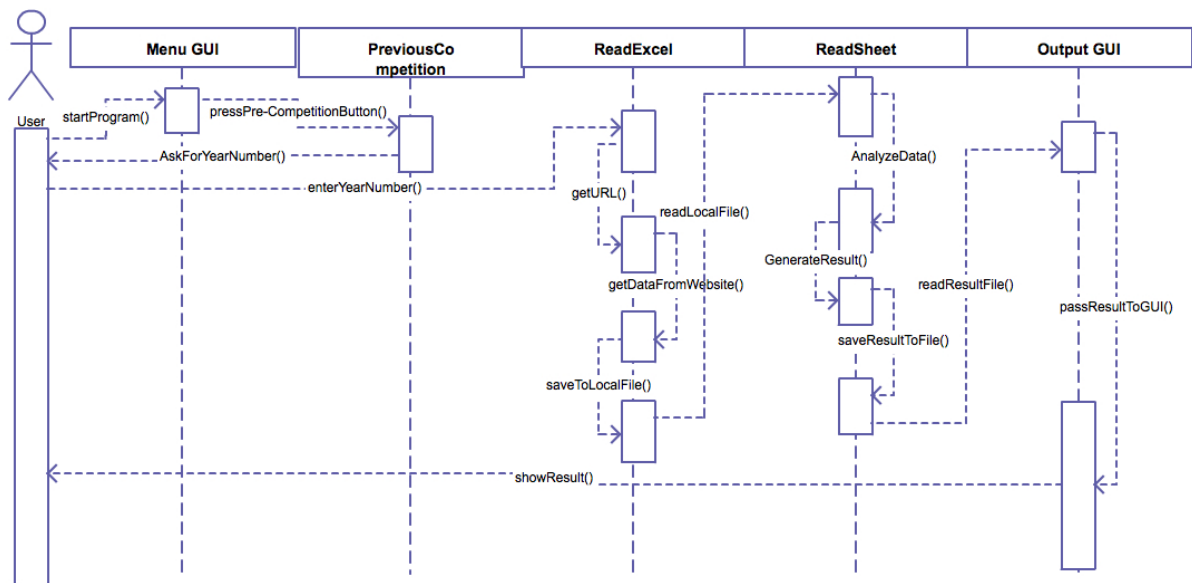 Menu GUI
PreviousCo
mpetition
ReadExcel
ReadSheet
Output GUI
User
startProgram()
pressPre-CompetitionButton()
AskForYearNumber()
AnalyzeData()
enterYearNumber()
getURL()
readLocalFile()
GenerateResult()
getDataFromWebsite()
readResultFile()
passResultToGUI()
saveResultToFile()
saveToLocalFile()
showResult()